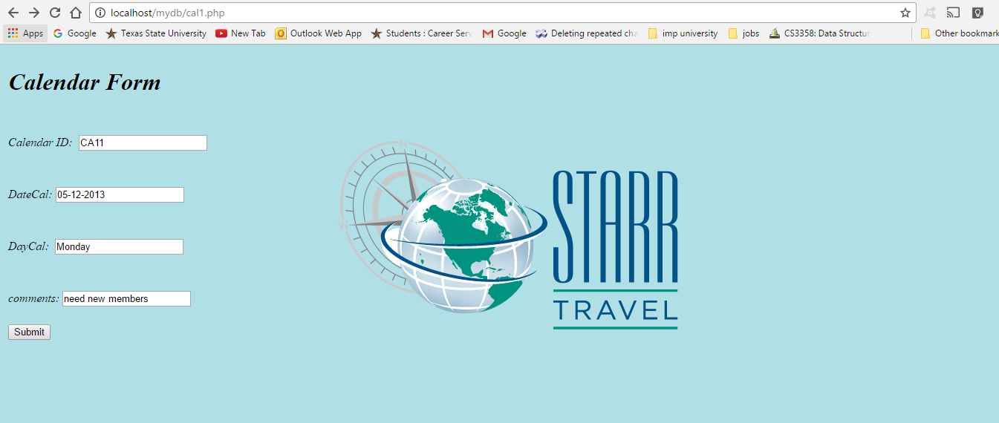 localhost/mydb/cal1.php
Apps Google Texas State University New Tab Outlook Web App Students : Career Serv Google Deleting repeated cha imp university jobs CS3358: Data Structur Other bookmark
Calendar Form
Calendar ID: CA11
N
W
STARR
DateCal: 05-12-2013
DayCal: Monday
comments: need new members
TRAVEL
Submit